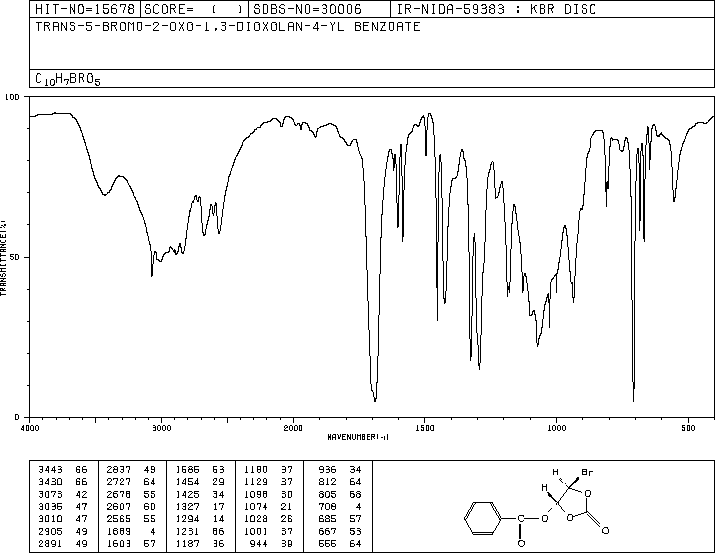 HIT-NO=15678 SCORE= ( ) SDBS-NO=30006 IR-NIDA-59383 : KBR DISC
TRANS-5-BROMO-2-OXO-1,3-DIOXOLAN-4-YL BENZOATE
C10H7BRO5
100
TRANSMITTANCE(%)
50
0
4000 3000 2000 1500 1000 500
WAVENUMBER(-1)
3443 66 2837 49 1686 63 1180 37 936 34
3430 66 2727 64 1454 29 1129 37 812 64
3073 42 2678 55 1425 34 1098 30 805 68
3035 47 2607 60 1327 17 1074 21 708 4
3010 47 2565 55 1294 14 1028 26 685 57
2905 49 1689 4 1231 66 1001 37 667 53
2891 49 1603 57 1187 36 944 39 555 64
H Br
H O
O C O O O
O